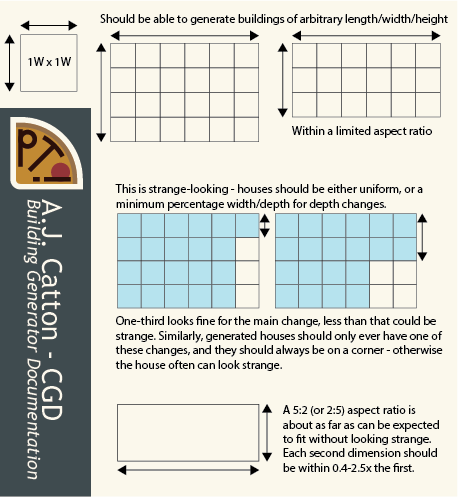 Should be able to generate buildings of arbitrary length/width/height
1W x 1W
Within a limited aspect ratio
This is strange-looking - houses should be either uniform, or a
minimum percentage width/depth for depth changes.
One-third looks fine for the main change, less than that could be
strange. Similarly, generated houses should only ever have one of
these changes, and they should always be on a corner - otherwise
the house often can look strange.
A 5:2 (or 2:5) aspect ratio is
about as far as can be expected
to fit without looking strange.
Each second dimension should
be within 0.4-2.5x the first.
PTi
A.J. Catton - CGD
Building Generator Documentation